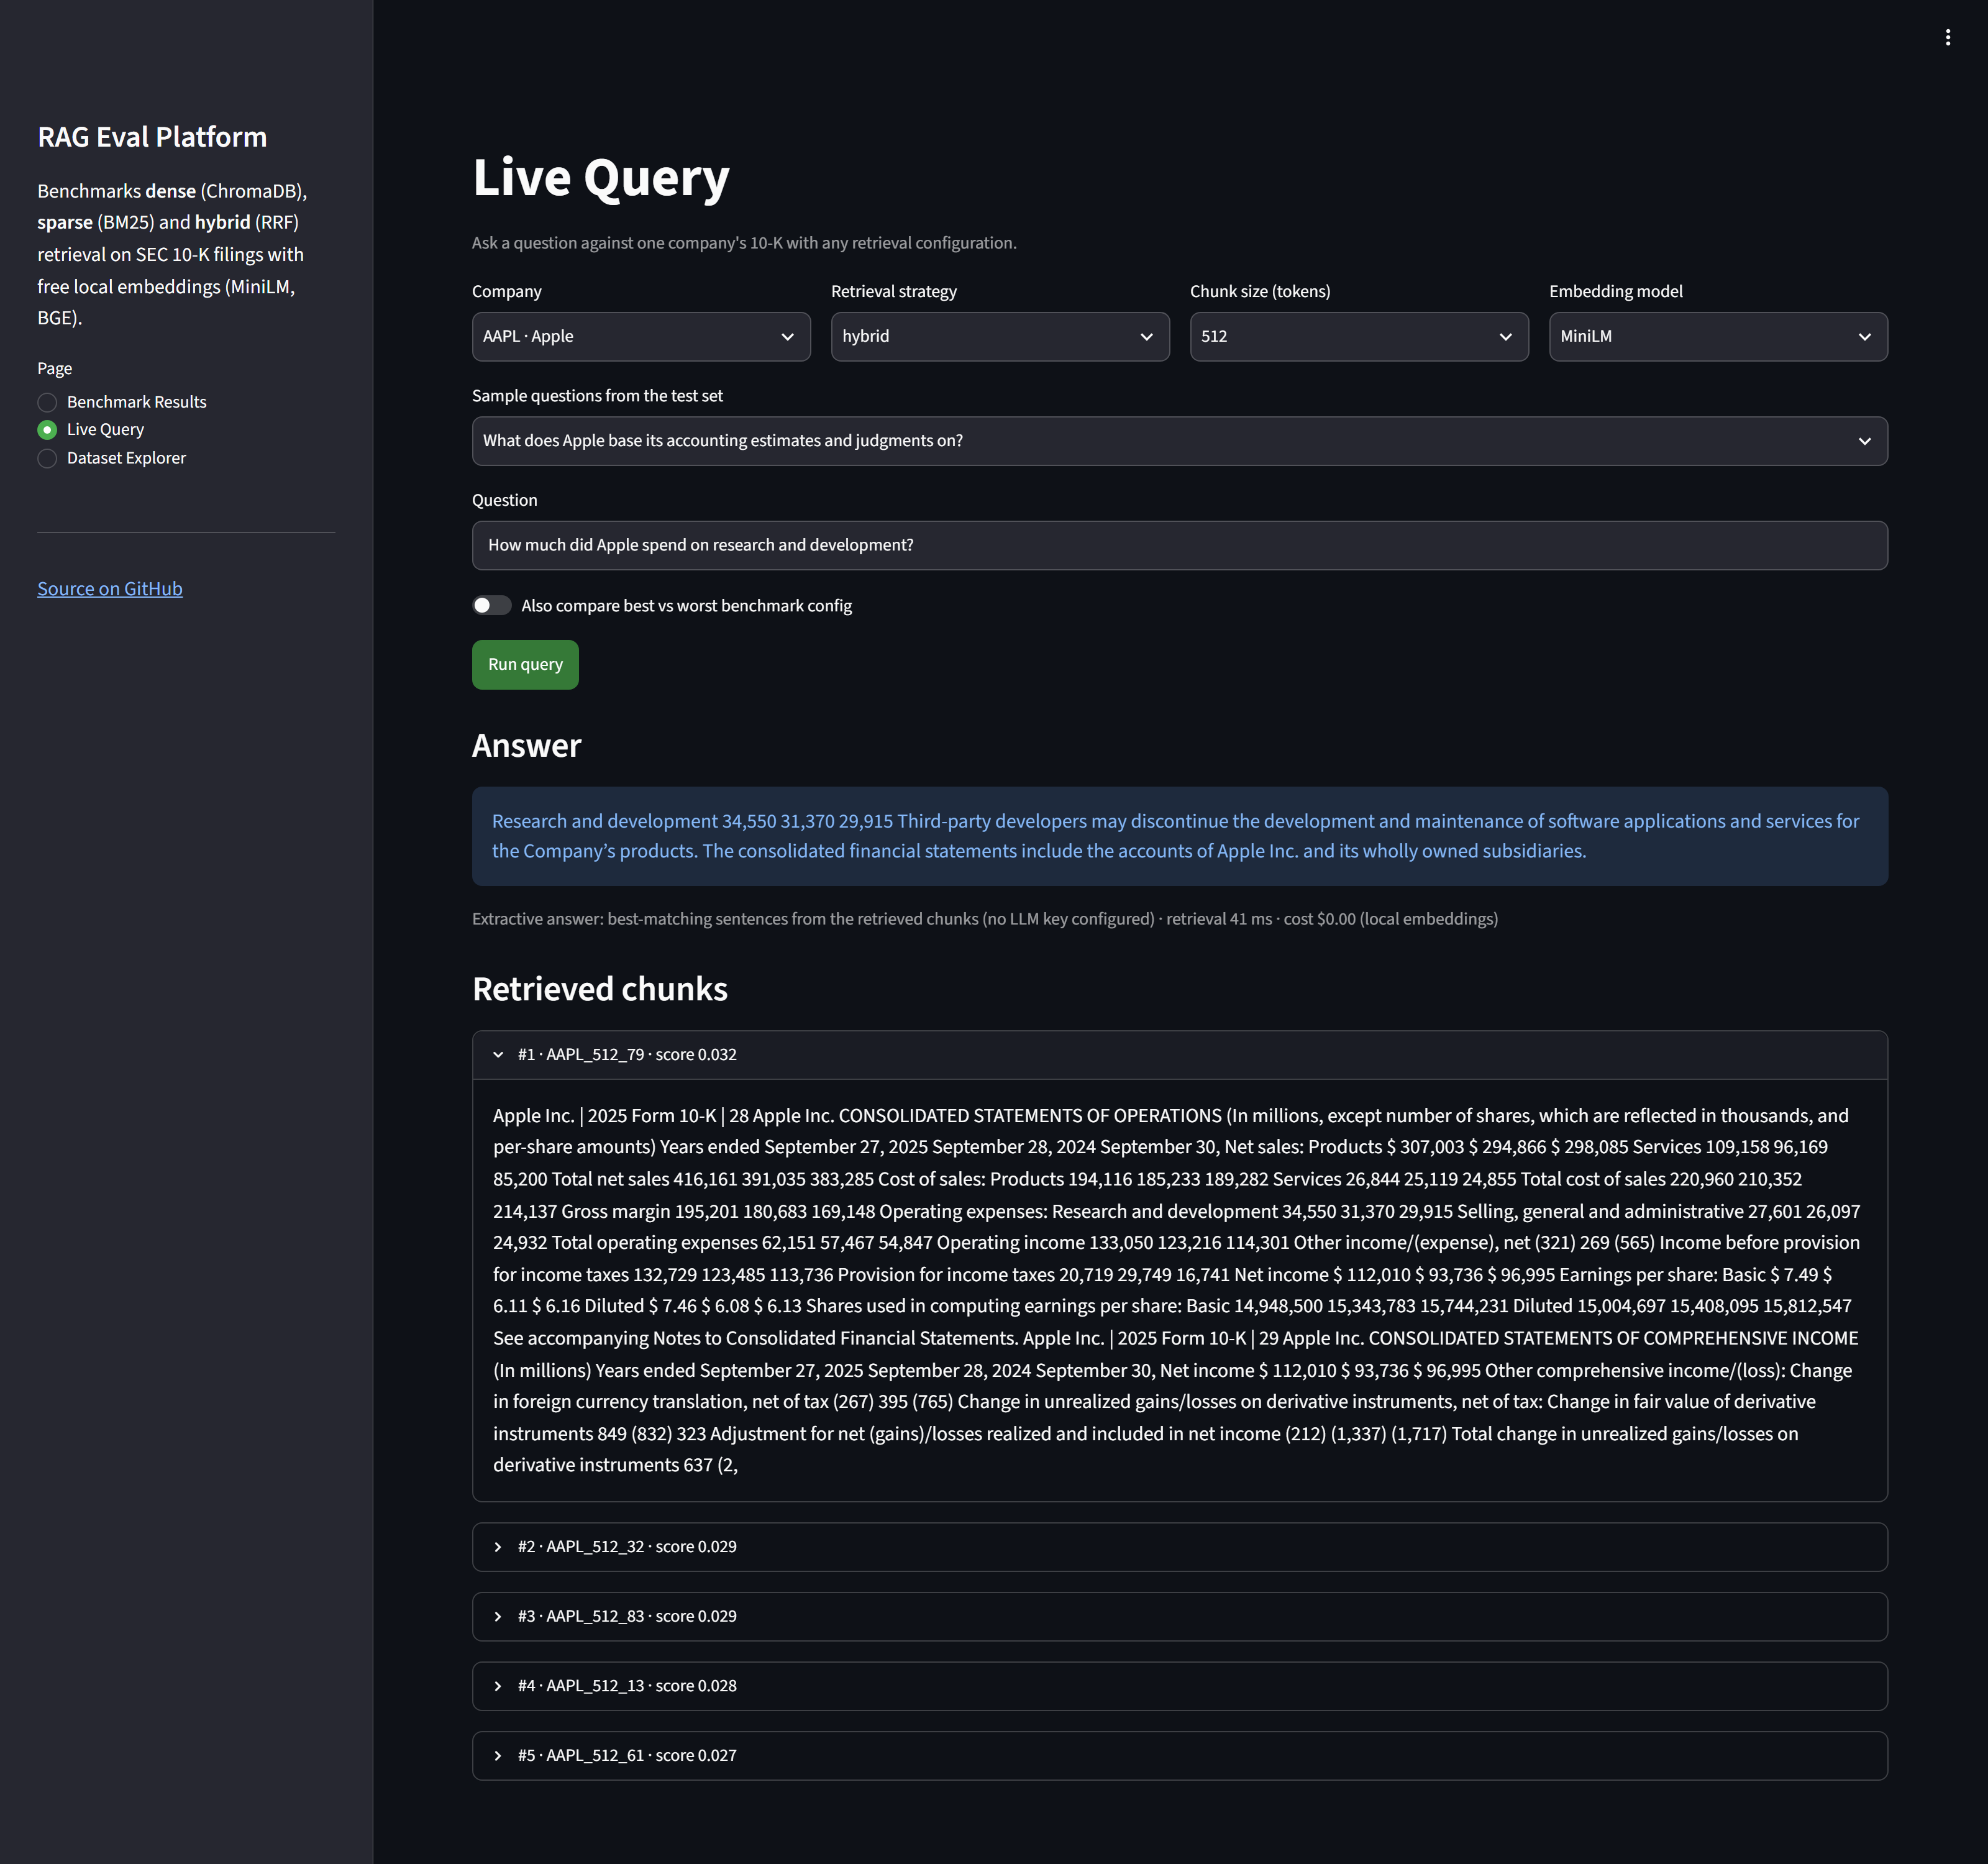 RAG Eval Platform
Benchmarks dense (ChromaDB),
sparse (BM25) and hybrid (RRF)
retrieval on SEC 10-K filings with
free local embeddings (MiniLM,
BGE).
Page
Benchmark Results
Live Query
Dataset Explorer
Source on GitHub
Live Query
Ask a question against one company's 10-K with any retrieval configuration.
Company
Retrieval strategy
Chunk size (tokens)
Embedding model
AAPL · Apple
hybrid
512
MiniLM
Sample questions from the test set
What does Apple base its accounting estimates and judgments on?
Question
How much did Apple spend on research and development?
Also compare best vs worst benchmark config
Run query
Answer
Research and development 34,550 31,370 29,915 Third-party developers may discontinue the development and maintenance of software applications and services for
the Company’s products. The consolidated financial statements include the accounts of Apple Inc. and its wholly owned subsidiaries.
Extractive answer: best-matching sentences from the retrieved chunks (no LLM key configured) · retrieval 41 ms · cost $0.00 (local embeddings)
Retrieved chunks
#1 · AAPL_512_79 · score 0.032
Apple Inc. | 2025 Form 10-K | 28 Apple Inc. CONSOLIDATED STATEMENTS OF OPERATIONS (In millions, except number of shares, which are reflected in thousands, and
per-share amounts) Years ended September 27, 2025 September 28, 2024 September 30, Net sales: Products $ 307,003 $ 294,866 $ 298,085 Services 109,158 96,169
85,200 Total net sales 416,161 391,035 383,285 Cost of sales: Products 194,116 185,233 189,282 Services 26,844 25,119 24,855 Total cost of sales 220,960 210,352
214,137 Gross margin 195,201 180,683 169,148 Operating expenses: Research and development 34,550 31,370 29,915 Selling, general and administrative 27,601 26,097
24,932 Total operating expenses 62,151 57,467 54,847 Operating income 133,050 123,216 114,301 Other income/(expense), net (321) 269 (565) Income before provision
for income taxes 132,729 123,485 113,736 Provision for income taxes 20,719 29,749 16,741 Net income $ 112,010 $ 93,736 $ 96,995 Earnings per share: Basic $ 7.49 $
6.11 $ 6.16 Diluted $ 7.46 $ 6.08 $ 6.13 Shares used in computing earnings per share: Basic 14,948,500 15,343,783 15,744,231 Diluted 15,004,697 15,408,095 15,812,547
See accompanying Notes to Consolidated Financial Statements. Apple Inc. | 2025 Form 10-K | 29 Apple Inc. CONSOLIDATED STATEMENTS OF COMPREHENSIVE INCOME
(In millions) Years ended September 27, 2025 September 28, 2024 September 30, Net income $ 112,010 $ 93,736 $ 96,995 Other comprehensive income/(loss): Change
in foreign currency translation, net of tax (267) 395 (765) Change in unrealized gains/losses on derivative instruments, net of tax: Change in fair value of derivative
instruments 849 (832) 323 Adjustment for net (gains)/losses realized and included in net income (212) (1,337) (1,717) Total change in unrealized gains/losses on
derivative instruments 637 (2,
#2 · AAPL_512_32 · score 0.029
#3 · AAPL_512_83 · score 0.029
#4 · AAPL_512_13 · score 0.028
#5 · AAPL_512_61 · score 0.027